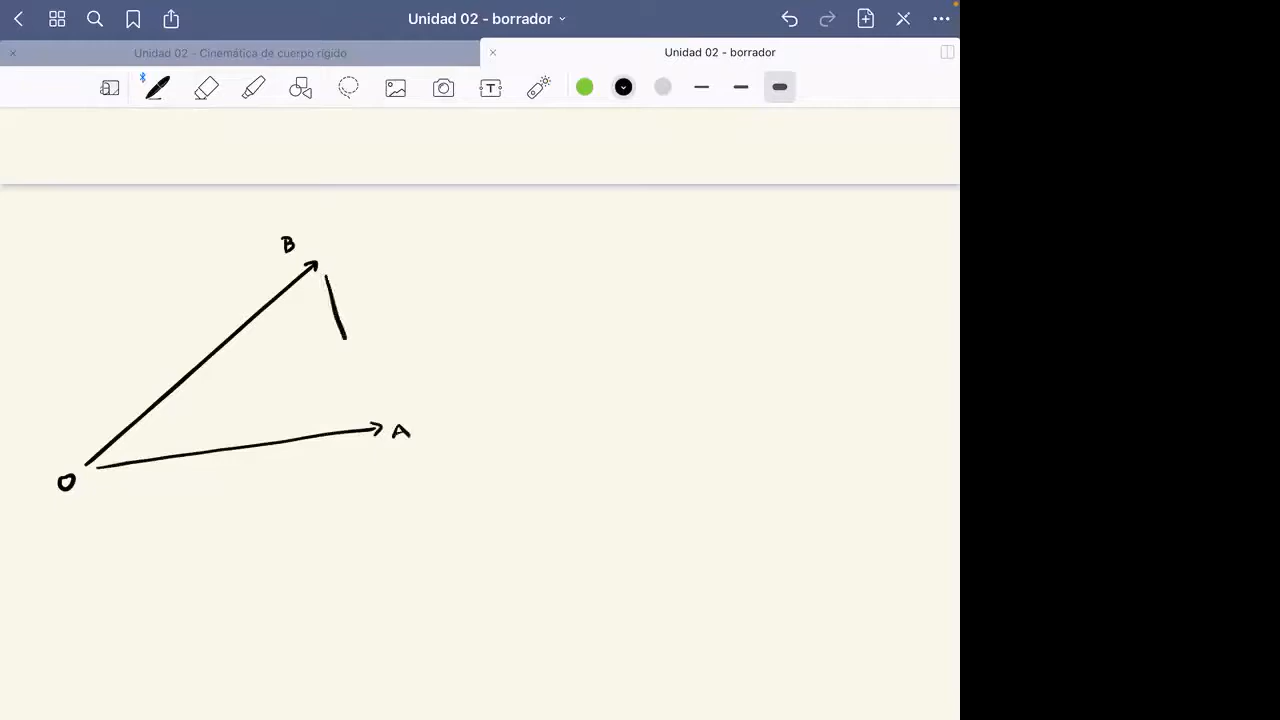 Unidad 02 - borrador
Unidad 02 - Cinemática de cuerpo rígido
Unidad 02 - borrador
T
B
A
O